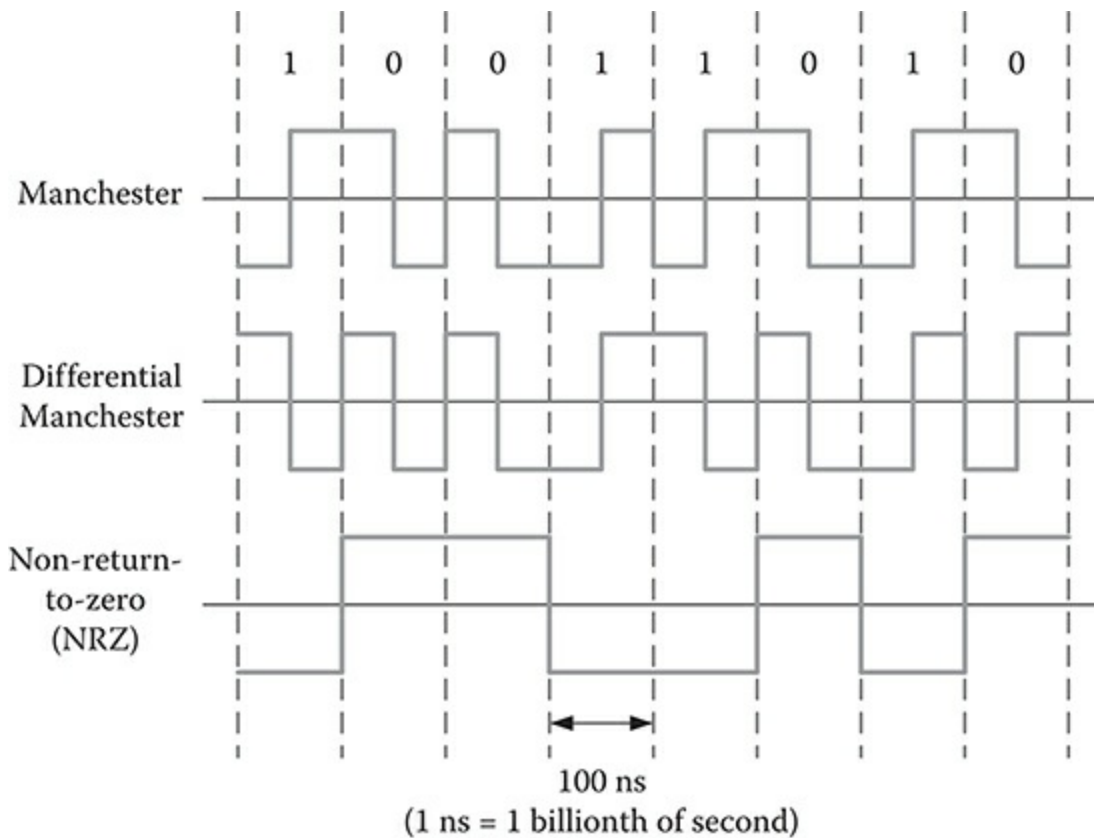 1 0 0 1 1 0 1 0
Manchester
Differential
Manchester
Non-return-
to-zero
(NRZ)
100 ns
(1 ns = 1 billionth of second)